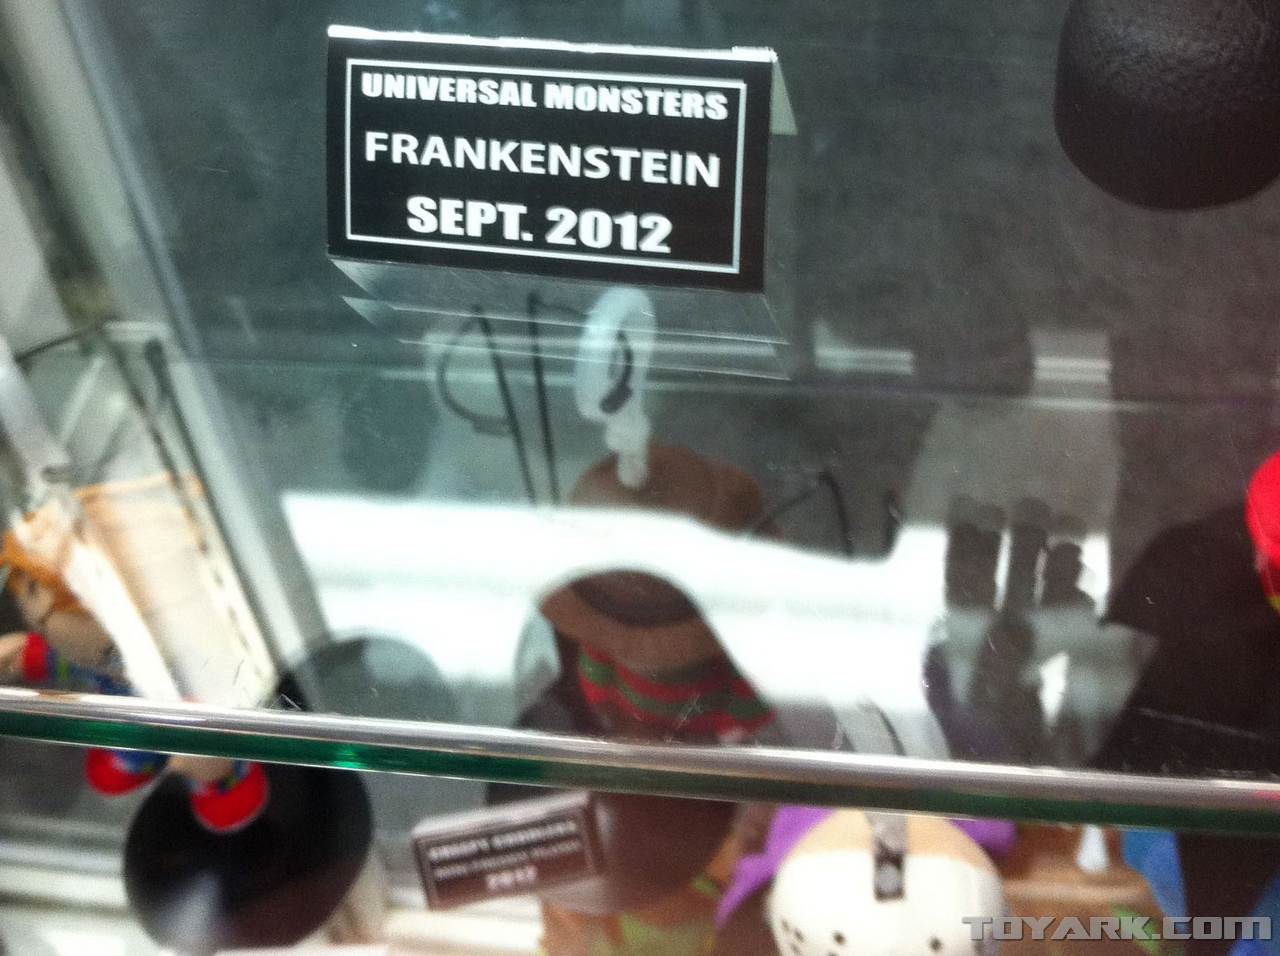 UNIVERSAL MONSTERS
FRANKENSTEIN
SEPT. 2012
2012
TOYARK.COM